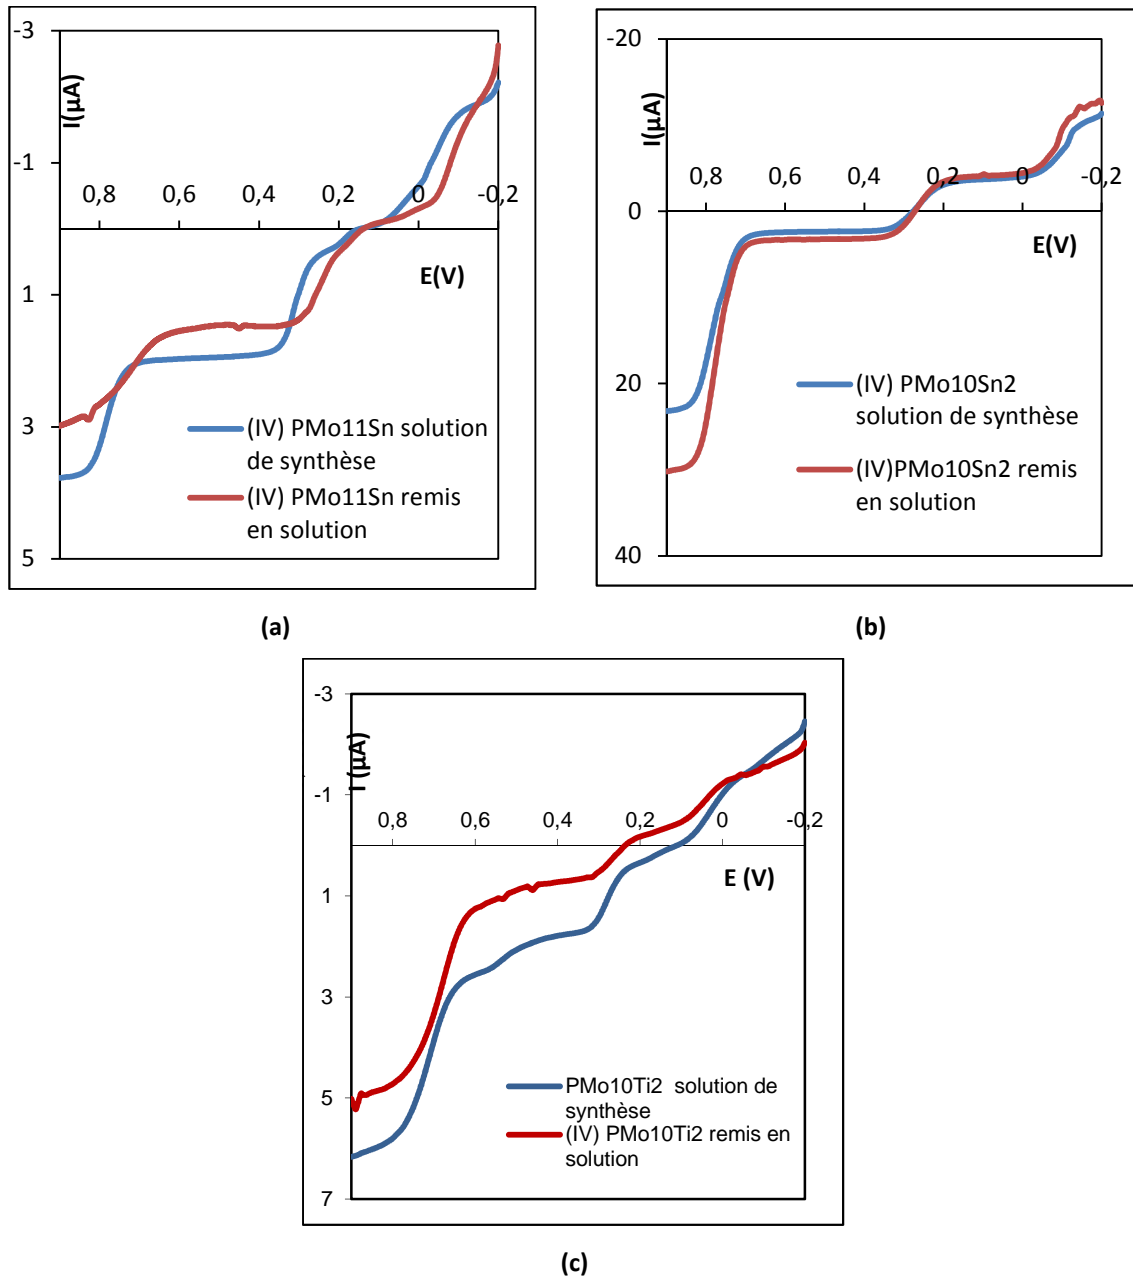 -3
I(µA)
-1
0,8 0,6 0,4 0,2 0 -0,2
E(V)
1
3
5
(IV) PMo11Sn solution
de synthèse
(IV) PMo11Sn remis
en solution
(a)
-20
I(µA)
0,8 0,6 0,4 0,2 0 -0,2
0
E(V)
20
40
(IV) PMo10Sn2
solution de synthèse
(IV)PMo10Sn2 remis
en solution
(b)
-3
I (µA)
-1
0,8 0,6 0,4 0,2 0 -0,2
E (V)
1
3
5
7
PMo10Ti2 solution de
synthèse
(IV) PMo10Ti2 remis en
solution
(c)